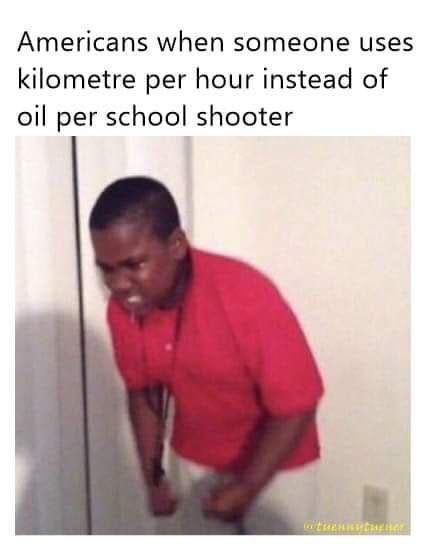 Americans when someone uses
kilometre per hour instead of
oil per school shooter